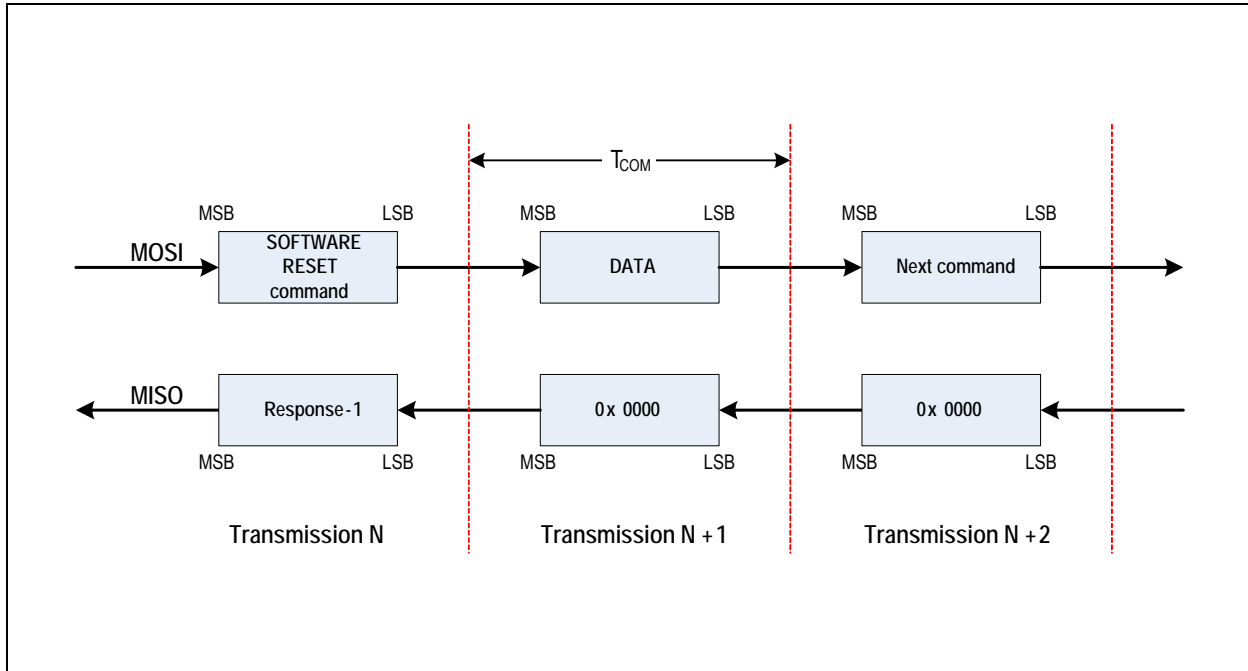 T_COM
MSB LSB MSB LSB MSB LSB
MOSI
SOFTWARE
RESET
command
DATA
Next command
MISO
Response-1
0x 0000
0x 0000
MSB LSB MSB LSB MSB LSB
Transmission N Transmission N +1 Transmission N +2